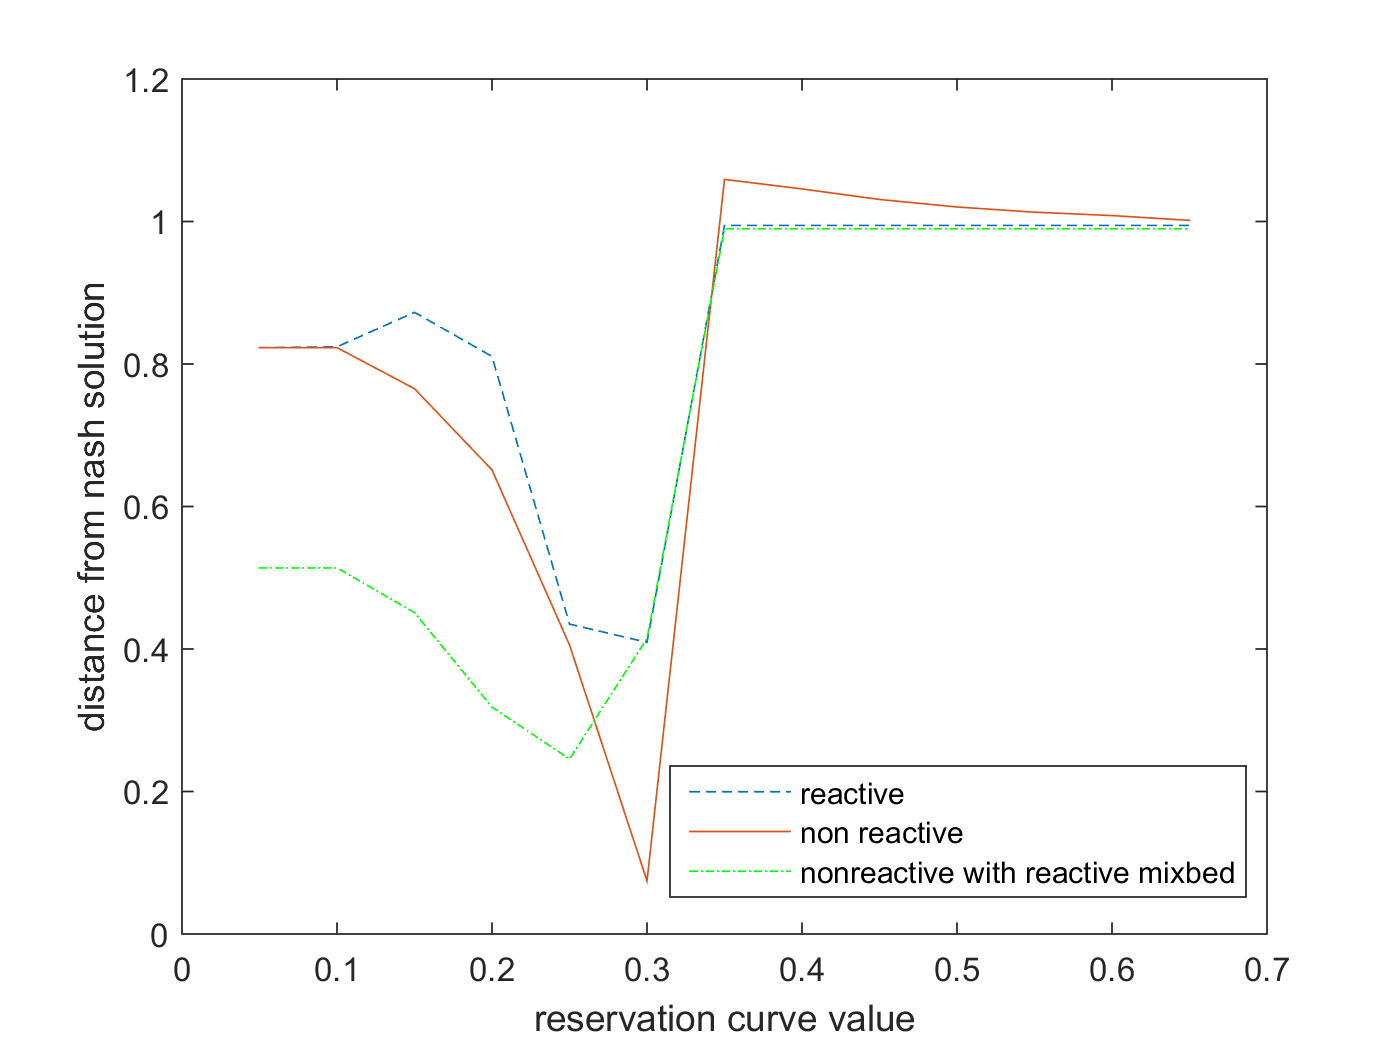 1.2
1
0.8
0.6
0.4
0.2
0
distance from nash solution
reactive
non reactive
nonreactive with reactive mixbed
0 0.1 0.2 0.3 0.4 0.5 0.6 0.7
reservation curve value